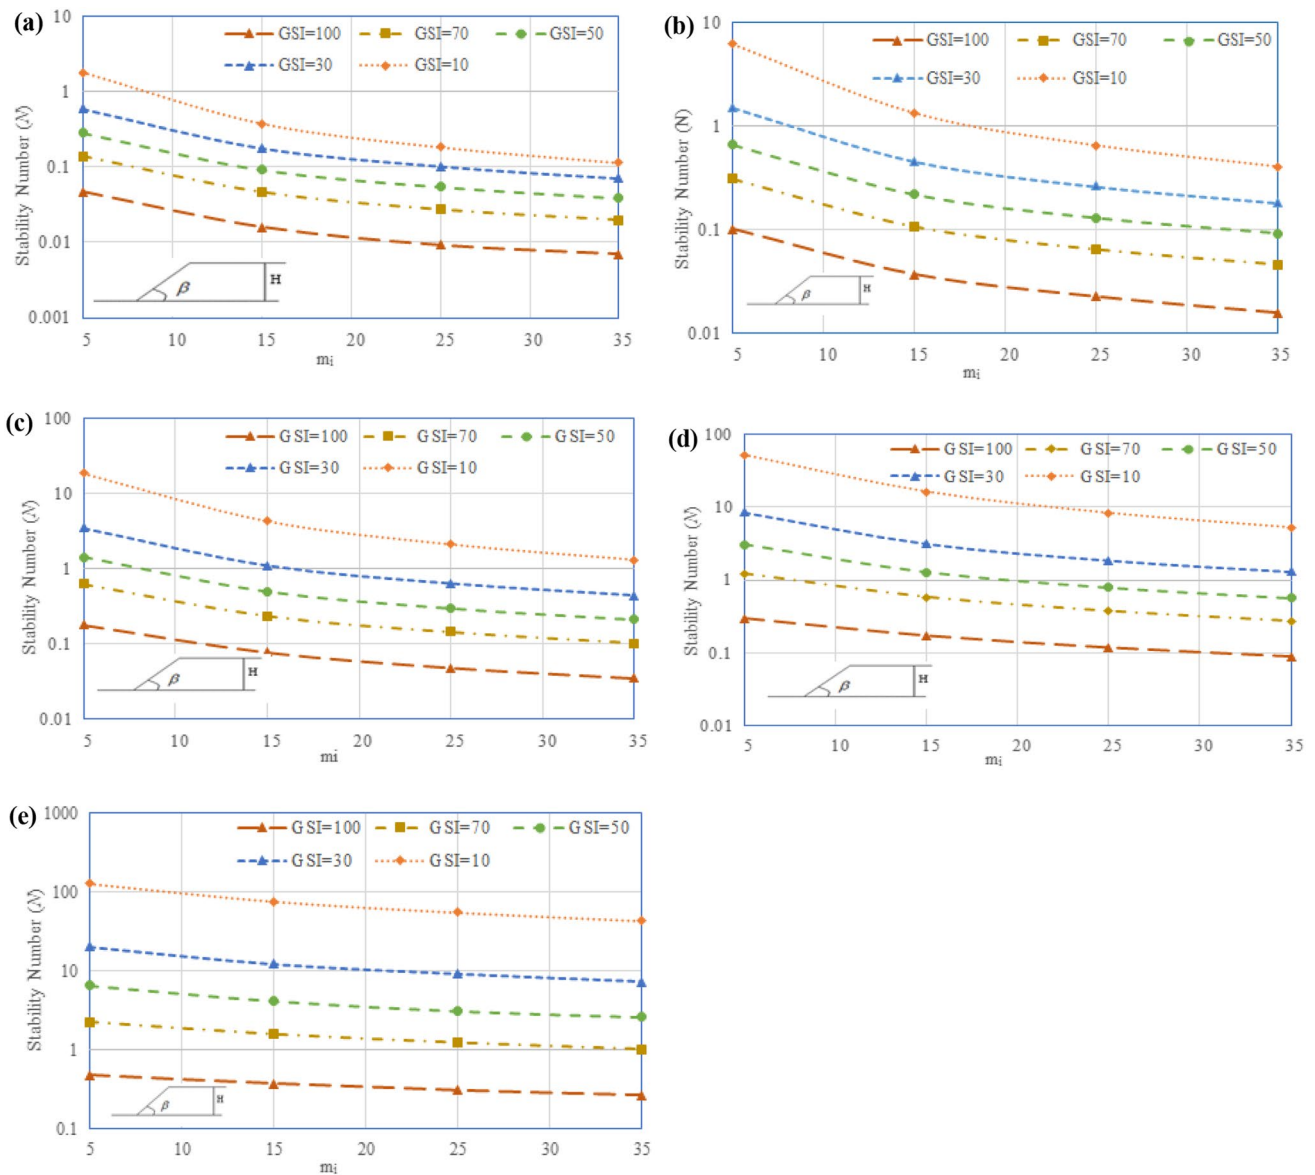 (a)
GSI=100 GSI=70 GSI=50
GSI=30 GSI=10
Stability Number (N)
10
1
0.1
0.01
0.001
β H
5 10 15 20 25 30 35
mi
(b)
GSI=100 GSI=70 GSI=50
GSI=30 GSI=10
Stability Number (N)
10
1
0.1
0.01
β H
5 10 15 20 25 30 35
mi
(c)
GSI=100 GSI=70 GSI=50
GSI=30 GSI=10
Stability Number (N)
100
10
1
0.1
0.01
β H
5 10 15 20 25 30 35
mi
(d)
GSI=100 GSI=70 GSI=50
GSI=30 GSI=10
Stability Number (N)
100
10
1
0.1
0.01
β H
5 10 15 20 25 30 35
mi
(e)
GSI=100 GSI=70 GSI=50
GSI=30 GSI=10
Stability Number (N)
1000
100
10
1
0.1
β H
5 10 15 20 25 30 35
mi